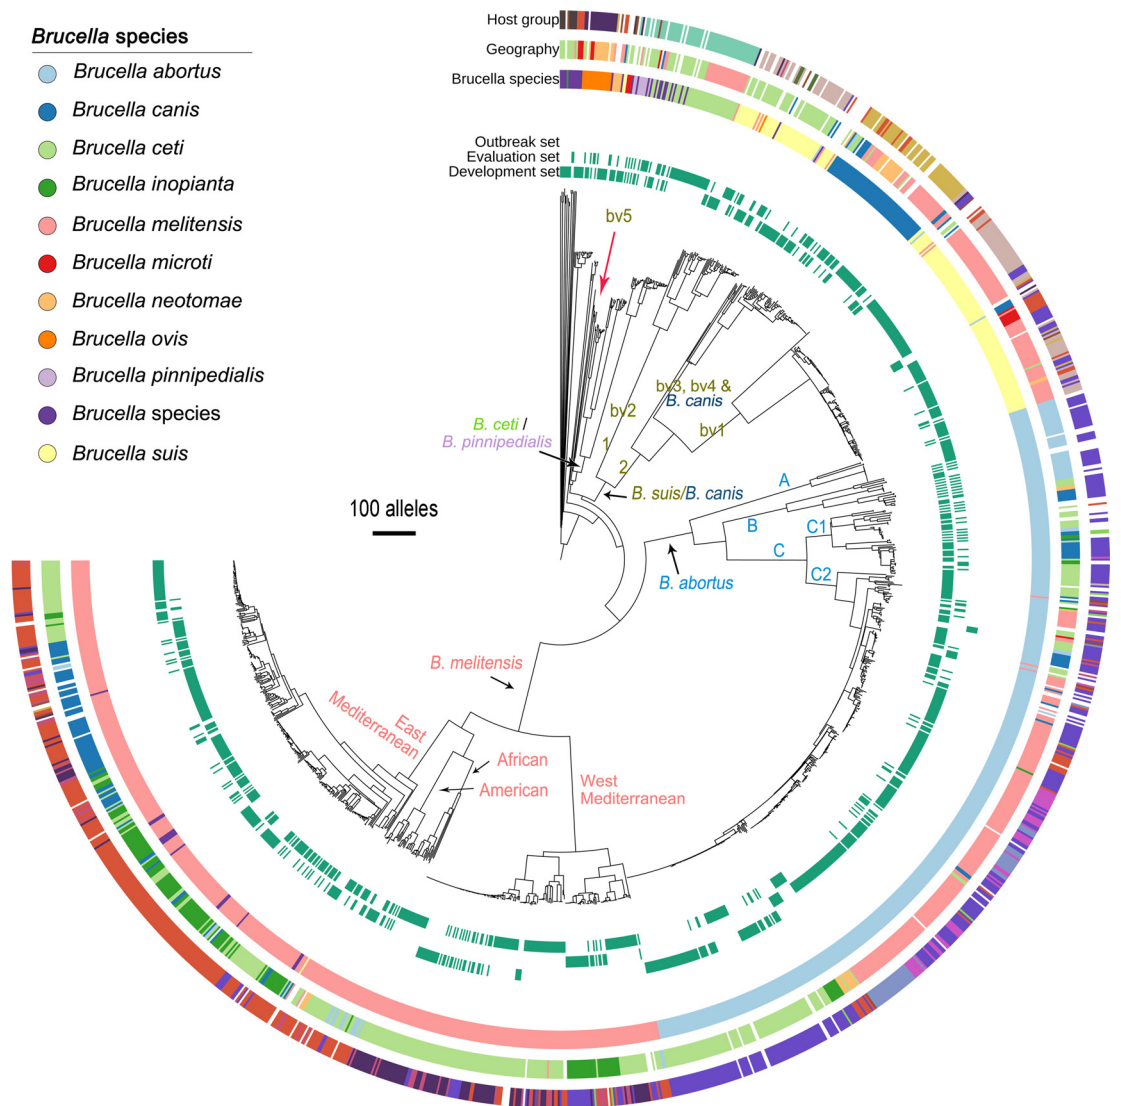 Host group
Geography
Brucella species
Outbreak set
Evaluation set
Development set
Brucella species
Brucella abortus
Brucella canis
Brucella ceti
Brucella inopianta
Brucella melitensis
Brucella microti
Brucella neotomae
Brucella ovis
Brucella pinnipedialis
Brucella species
Brucella suis
bv5
bv3, bv4 &
B. canis
bv2
bv1
B. ceti /
B. pinnipedialis
1
2
B. suis/B. canis
100 alleles
A
B
C1
C
C2
B. abortus
B. melitensis
East
Mediterranean
African
American
West
Mediterranean